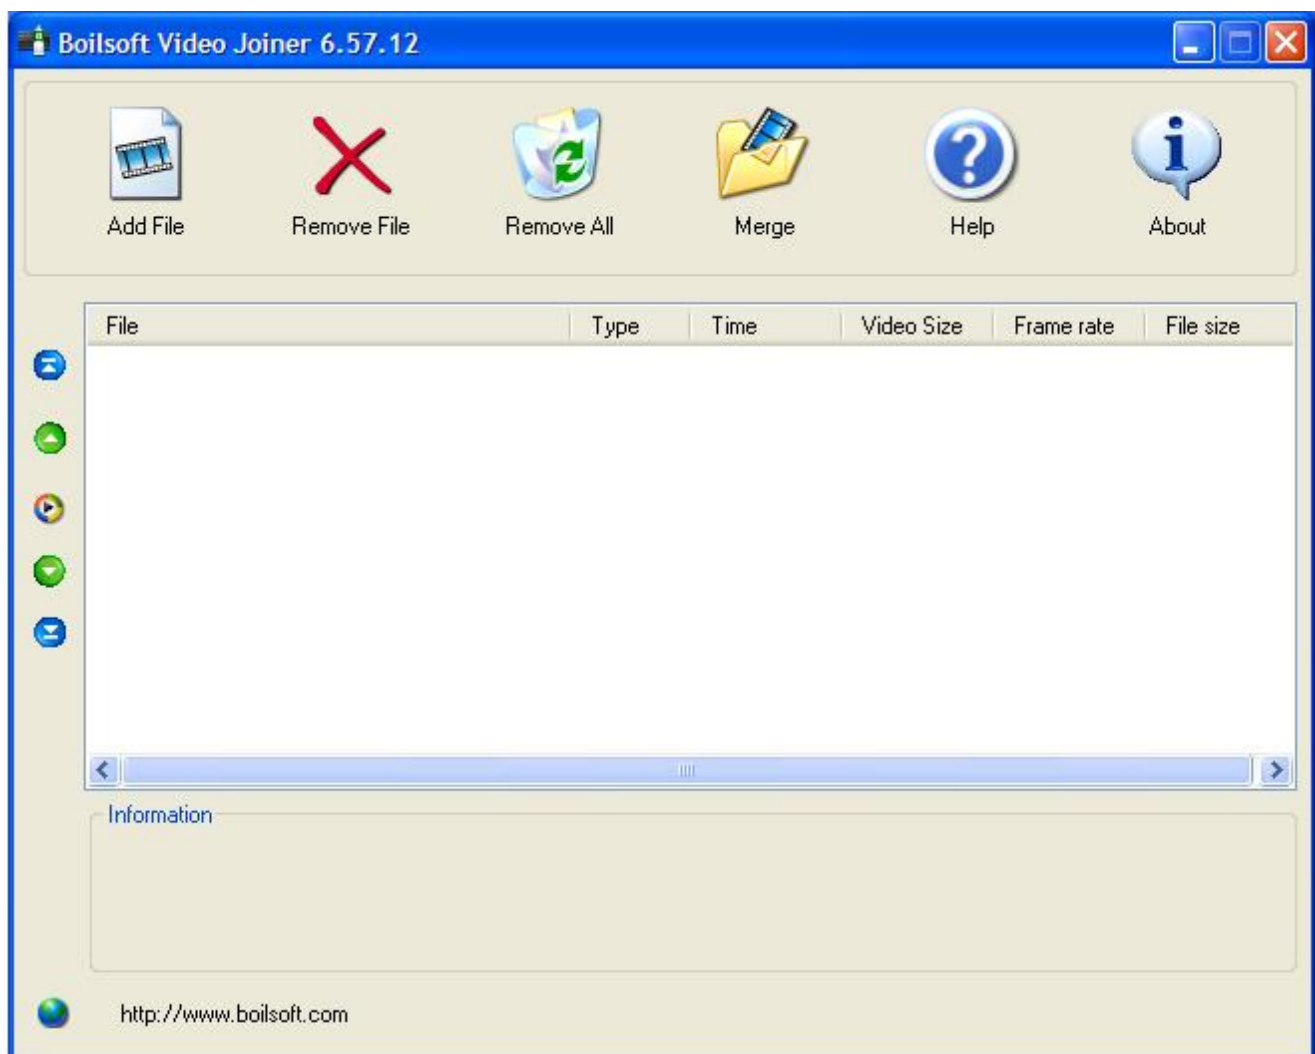 Boilsoft Video Joiner 6.57.12
Add File Remove File Remove All Merge Help About
File Type Time Video Size Frame rate File size
Information
http://www.boilsoft.com